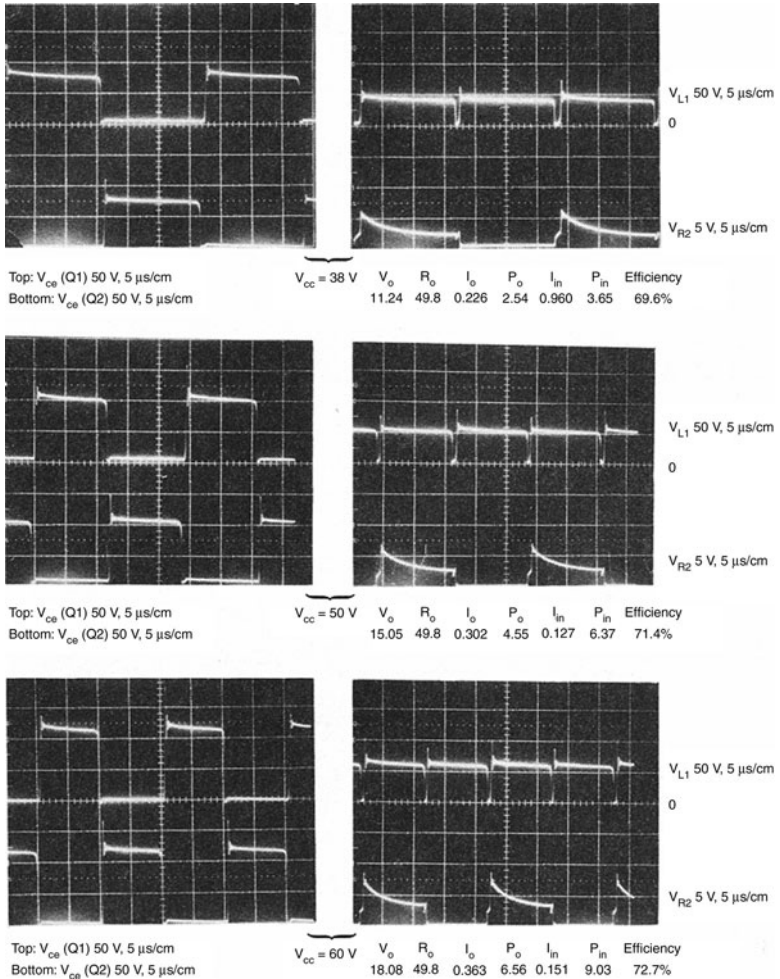 V_L1 50 V, 5 µs/cm
0
V_R2 5 V, 5 µs/cm
Top: V_ce (Q1) 50 V, 5 µs/cm
Bottom: V_ce (Q2) 50 V, 5 µs/cm
V_cc = 38 V
V_o R_o I_o P_o I_in P_in Efficiency
11.24 49.8 0.226 2.54 0.960 3.65 69.6%
V_L1 50 V, 5 µs/cm
0
V_R2 5 V, 5 µs/cm
Top: V_ce (Q1) 50 V, 5 µs/cm
Bottom: V_ce (Q2) 50 V, 5 µs/cm
V_cc = 50 V
V_o R_o I_o P_o I_in P_in Efficiency
15.05 49.8 0.302 4.55 0.127 6.37 71.4%
V_L1 50 V, 5 µs/cm
0
V_R2 5 V, 5 µs/cm
Top: V_ce (Q1) 50 V, 5 µs/cm
Bottom: V_ce (Q2) 50 V, 5 µs/cm
V_cc = 60 V
V_o R_o I_o P_o I_in P_in Efficiency
18.08 49.8 0.363 6.56 0.151 9.03 72.7%